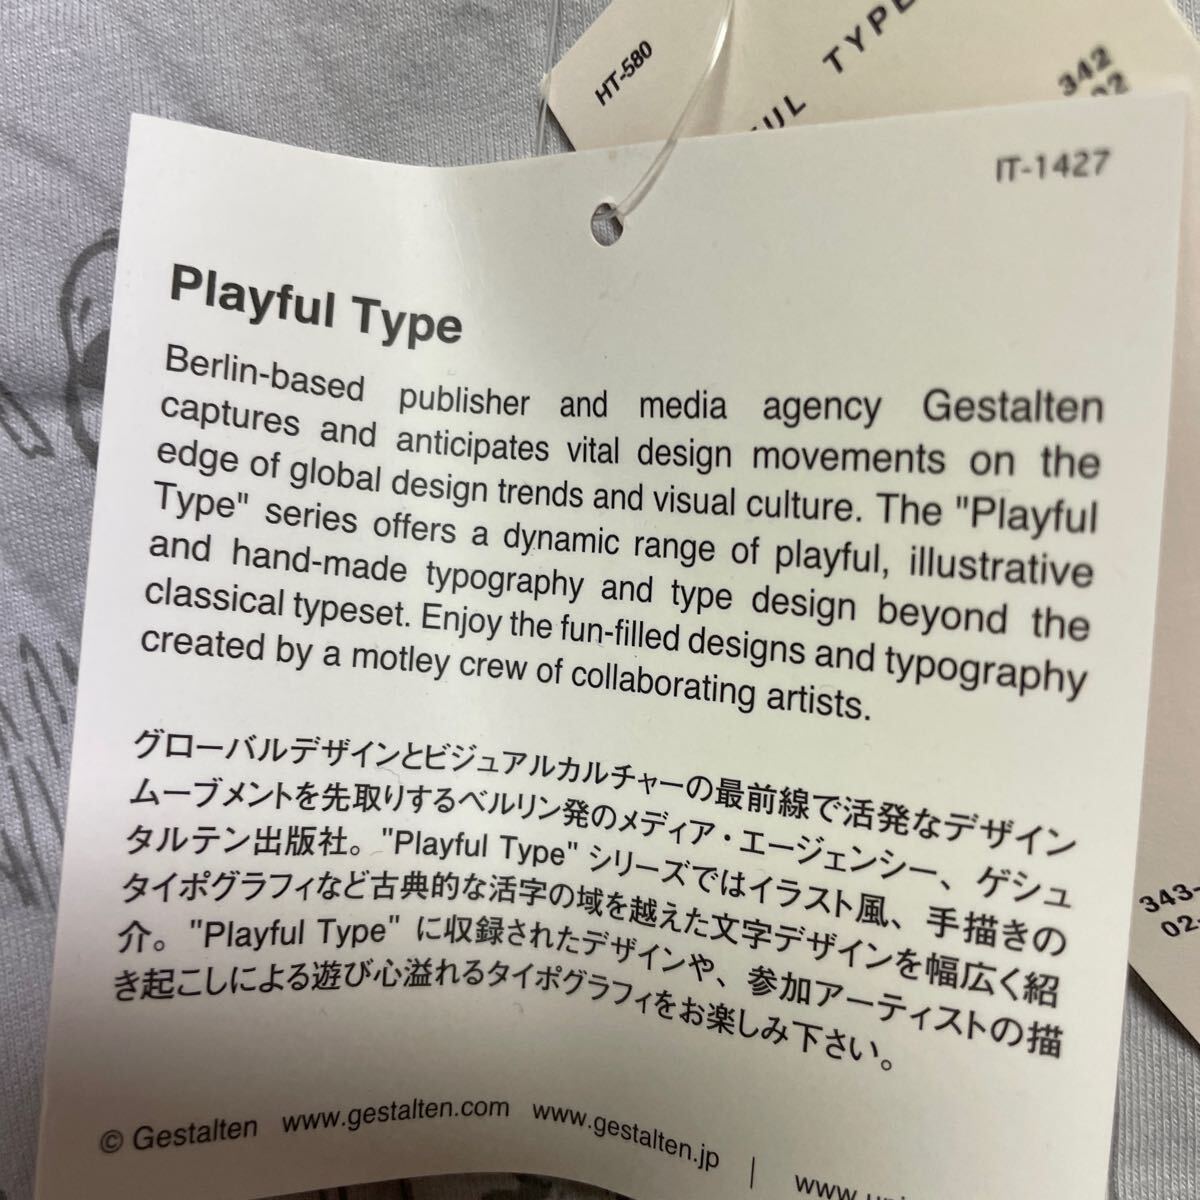 HT-580
TYPE
342
02
IT-1427
Playful Type
Berlin-based publisher and media agency Gestalten
captures and anticipates vital design movements on the
edge of global design trends and visual culture. The "Playful
Type" series offers a dynamic range of playful, illustrative
and hand-made typography and type design beyond the
classical typeset. Enjoy the fun-filled designs and typography
created by a motley crew of collaborating artists.
グローバルデザインとビジュアルカルチャーの最前線で活発なデザイン
ムーブメントを先取りするベルリン発のメディア・エージェンシー、ゲシュ
タルテン出版社。"Playful Type" シリーズではイラスト風、手描きの
タイポグラフィなど古典的な活字の域を越えた文字デザインを幅広く紹
介。"Playful Type" に収録されたデザインや、参加アーティストの描
き起こしによる遊び心溢れるタイポグラフィをお楽しみ下さい。
343-
02-
© Gestalten www.gestalten.com www.gestalten.jp |